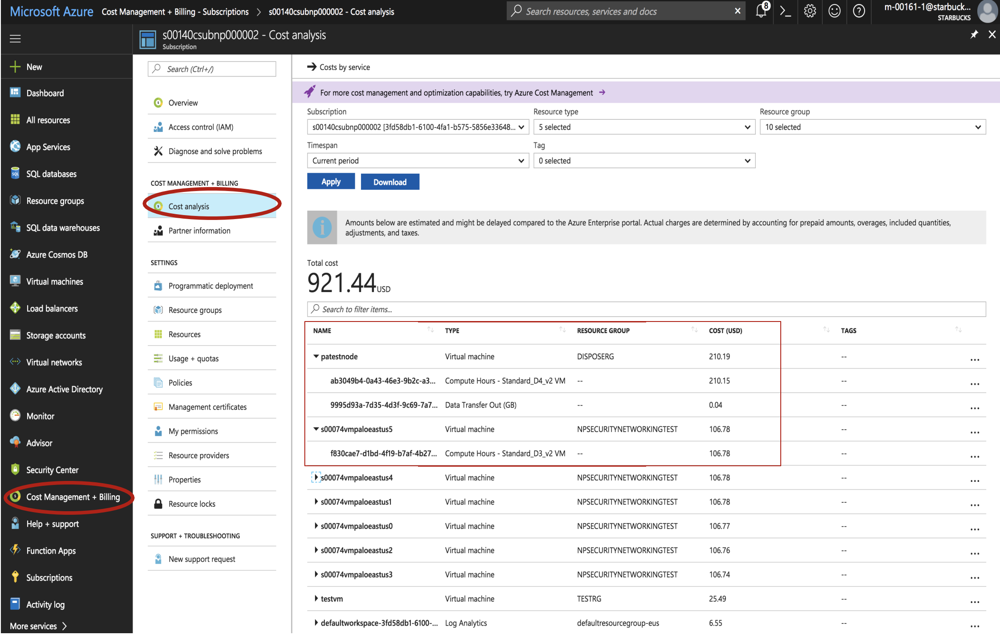 Microsoft Azure Cost Management + Billing - Subscriptions > s00140csubnp000002 - Cost analysis
Search resources, services and docs
8
m-00161-1@starbuck...
STARBUCKS
s00140csubnp000002 - Cost analysis
Subscription
New
Dashboard
All resources
App Services
SQL databases
Resource groups
SQL data warehouses
Azure Cosmos DB
Virtual machines
Load balancers
Storage accounts
Virtual networks
Azure Active Directory
Monitor
Advisor
Security Center
Cost Management + Billing
Help + support
Function Apps
Subscriptions
Activity log
More services >
Search (Ctrl+/)
Overview
Access control (IAM)
Diagnose and solve problems
COST MANAGEMENT + BILLING
Cost analysis
Partner information
SETTINGS
Programmatic deployment
Resource groups
Resources
Usage + quotas
Policies
Management certificates
My permissions
Resource providers
Properties
Resource locks
SUPPORT + TROUBLESHOOTING
New support request
Costs by service
For more cost management and optimization capabilities, try Azure Cost Management →
Subscription Resource type Resource group
s00140csubnp000002 [3fd58db1-6100-4fa1-b575-5856e33648... 5 selected 10 selected
Timespan Tag
Current period 0 selected
Apply Download
Amounts below are estimated and might be delayed compared to the Azure Enterprise portal. Actual charges are determined by accounting for prepaid amounts, overages, included quantities,
adjustments, and taxes.
Total cost
921.44 USD
Search to filter items...
NAME TYPE RESOURCE GROUP COST (USD) TAGS
patestnode Virtual machine DISPOSERG 210.19 -- ...
ab3049b4-0a43-46e3-9b2c-a3... Compute Hours - Standard_D4_v2 VM -- 210.15 -- ...
9995d93a-7d35-4d3f-9c69-7a7... Data Transfer Out (GB) -- 0.04 -- ...
s00074vmpaloeastus5 Virtual machine NPSECURITYNETWORKINGTEST 106.78 -- ...
f830cae7-d1bd-4f19-b7af-4b27... Compute Hours - Standard_D3_v2 VM -- 106.78 -- ...
s00074vmpaloeastus4 Virtual machine NPSECURITYNETWORKINGTEST 106.78 -- ...
s00074vmpaloeastus1 Virtual machine NPSECURITYNETWORKINGTEST 106.78 -- ...
s00074vmpaloeastus0 Virtual machine NPSECURITYNETWORKINGTEST 106.77 -- ...
s00074vmpaloeastus2 Virtual machine NPSECURITYNETWORKINGTEST 106.76 -- ...
s00074vmpaloeastus3 Virtual machine NPSECURITYNETWORKINGTEST 106.74 -- ...
testvm Virtual machine TESTRG 25.49 -- ...
defaultworkspace-3fd58db1-6100-... Log Analytics defaultresourcegroup-eus 6.55 -- ...